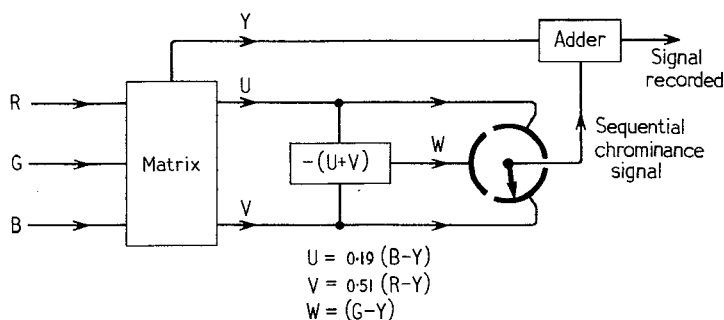 Y
Adder
Signal
recorded
U
R
Sequential
chrominance
signal
G
Matrix
-(U+V)
W
B
V
U = 0·19 (B-Y)
V = 0·51 (R-Y)
W = (G-Y)